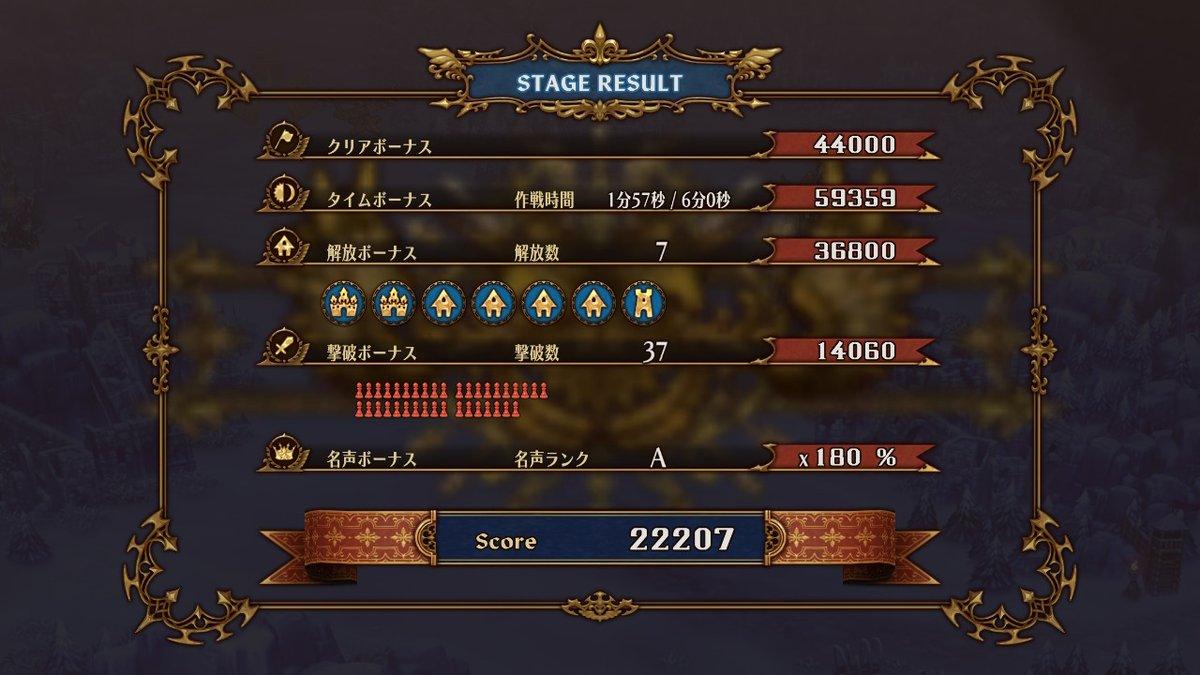 STAGE RESULT
クリアボーナス 44000
タイムボーナス 作戦時間 1分57秒 / 6分0秒 59359
解放ボーナス 解放数 7 36800
撃破ボーナス 撃破数 37 14060
名声ボーナス 名声ランク A x180 %
Score 22207